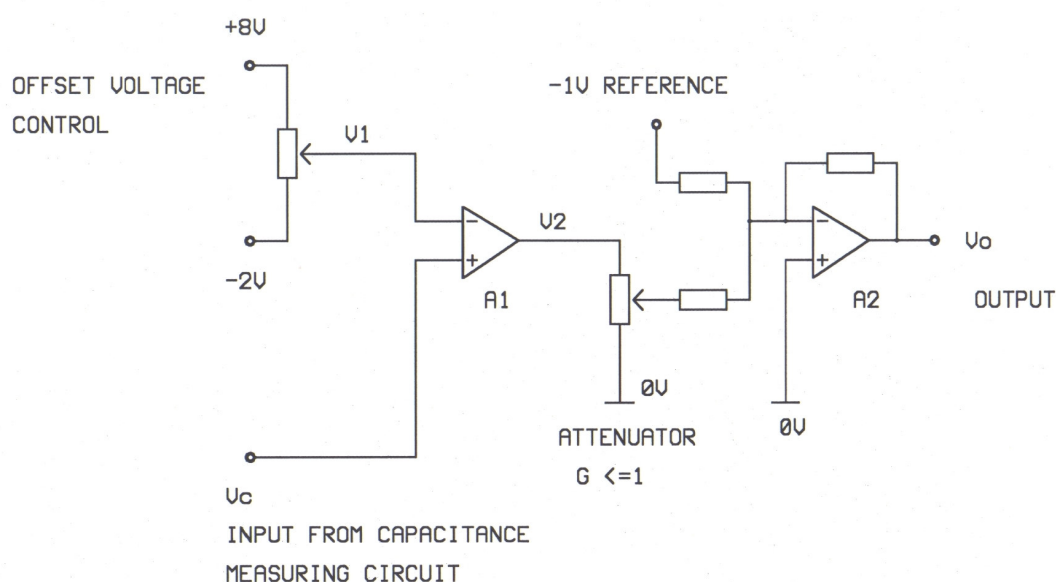 +8V
OFFSET VOLTAGE
CONTROL
-1V REFERENCE
V1
-
+
A1
-2V
V2
-
+
A2
Vo
OUTPUT
0V
0V
ATTENUATOR
G <=1
Vc
INPUT FROM CAPACITANCE
MEASURING CIRCUIT